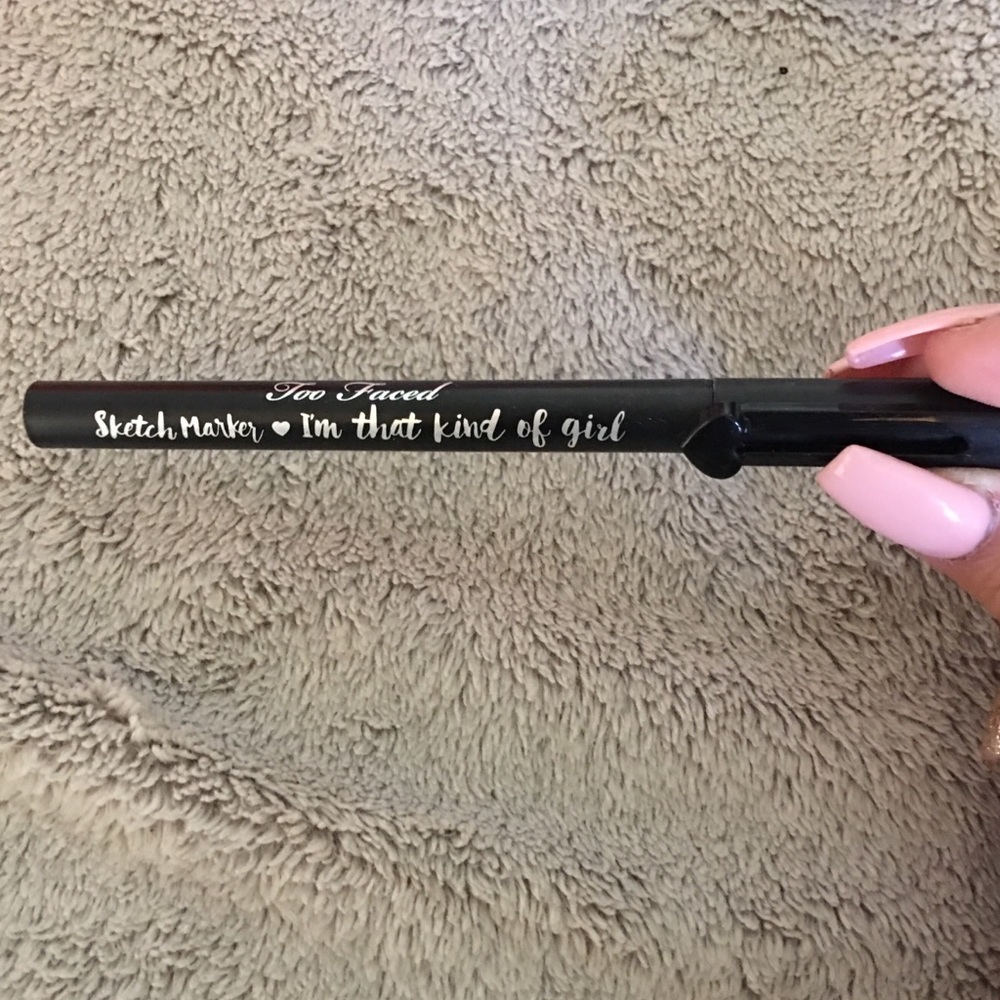 Too Faced
Sketch Marker ♥ I'm that kind of girl